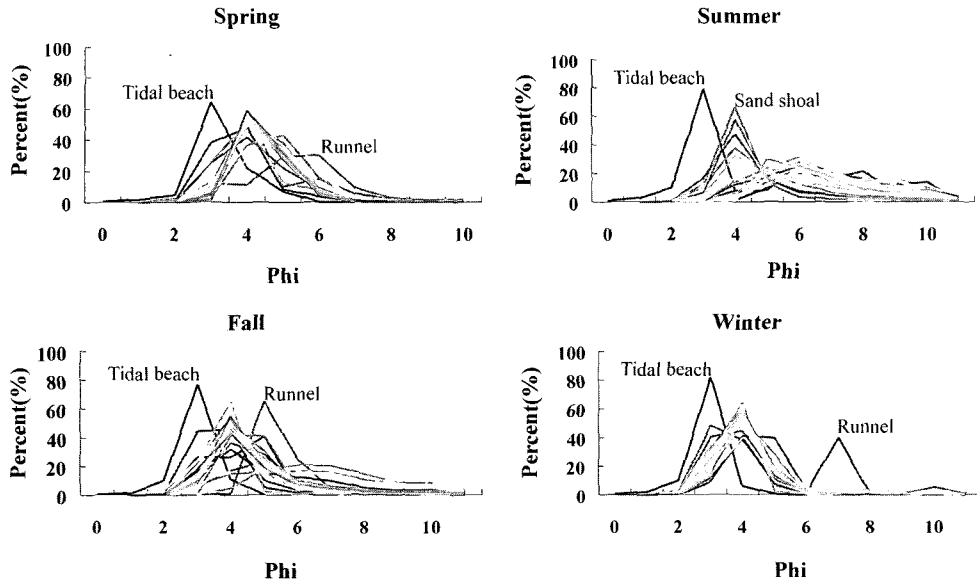 Spring
Percent(%)
100
80
60
40
20
0
Tidal beach
Runnel
0 2 4 6 8 10
Phi
Summer
Percent(%)
100
80
60
40
20
0
Tidal beach
Sand shoal
0 2 4 6 8 10
Phi
Fall
Percent(%)
100
80
60
40
20
0
Tidal beach
Runnel
0 2 4 6 8 10
Phi
Winter
Percent(%)
100
80
60
40
20
0
Tidal beach
Runnel
0 2 4 6 8 10
Phi